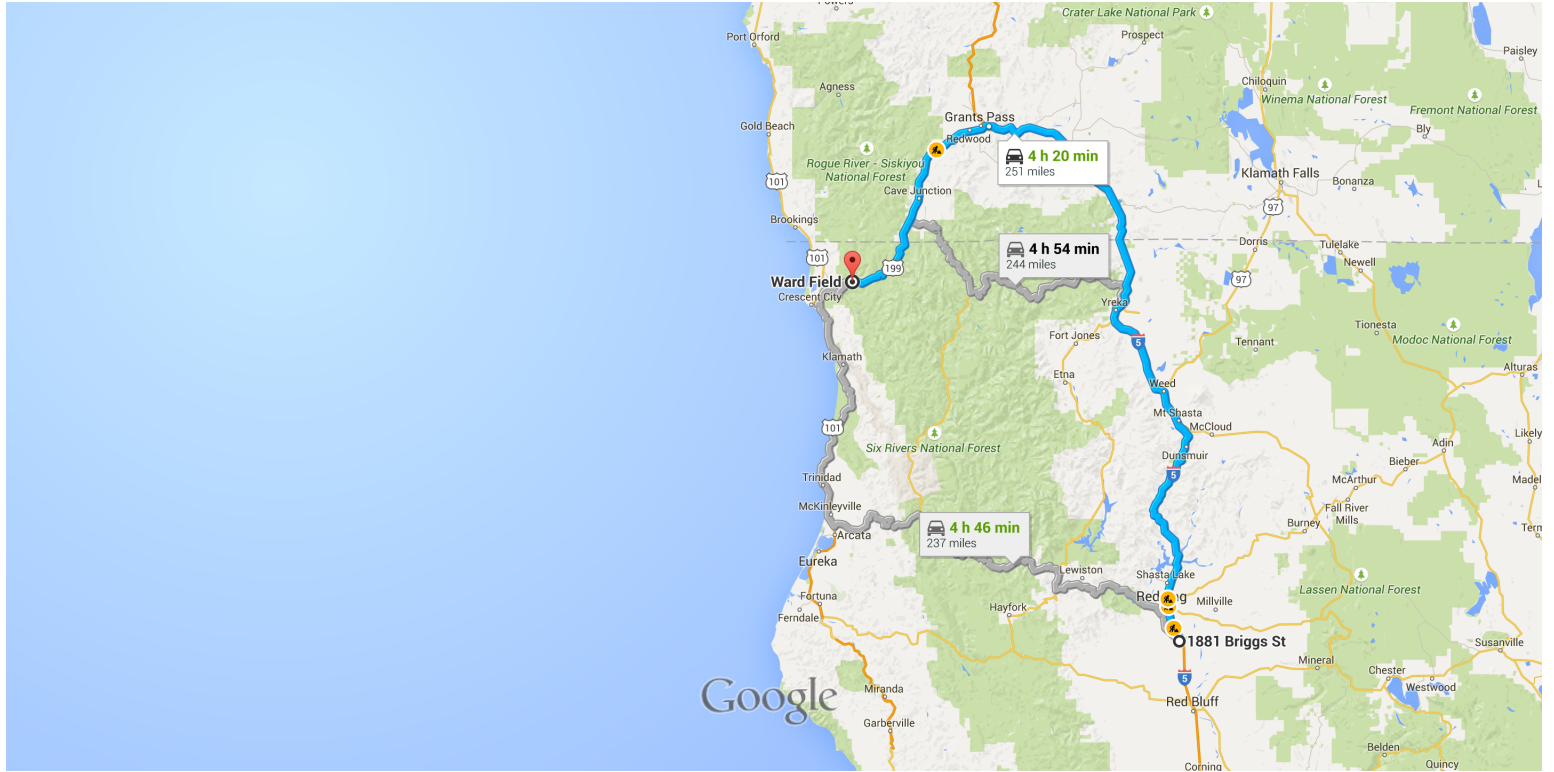 Powers
Crater Lake National Park
Port Orford
Prospect
Paisley
Agness
Chiloquin
Winema National Forest
Fremont National Forest
Gold Beach
Grants Pass
Redwood
Bly
4 h 20 min
251 miles
Rogue River - Siskiyou
National Forest
101
Cave Junction
Klamath Falls
Bonanza
97
Brookings
101
199
4 h 54 min
244 miles
Dorris
Tulelake
Newell
97
Ward Field
Crescent City
Yreka
Fort Jones
5
Tennant
Tionesta
Modoc National Forest
Klamath
Etna
Weed
Alturas
Mt Shasta
McCloud
101
Six Rivers National Forest
Dunsmuir
5
Adin
Likely
Bieber
Trinidad
McArthur
Madel
McKinleyville
Fall River
Mills
4 h 46 min
237 miles
Burney
Term
Arcata
Eureka
Lewiston
Shasta Lake
Lassen National Forest
Fortuna
Ferndale
Hayfork
Redding
Millville
1881 Briggs St
Susanville
Mineral
5
Chester
Westwood
Google
Miranda
Red Bluff
Garberville
Belden
Corning
Quincy